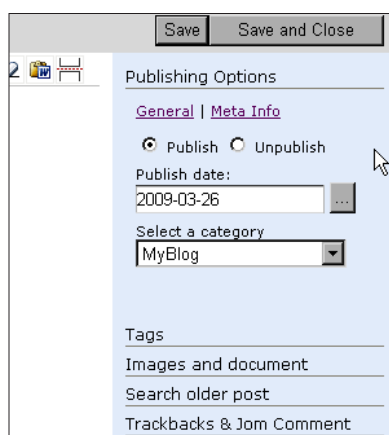 Save Save and Close
2
Publishing Options
General | Meta Info
Publish Unpublish
Publish date:
2009-03-26 ...
Select a category
MyBlog
Tags
Images and document
Search older post
Trackbacks & Jom Comment